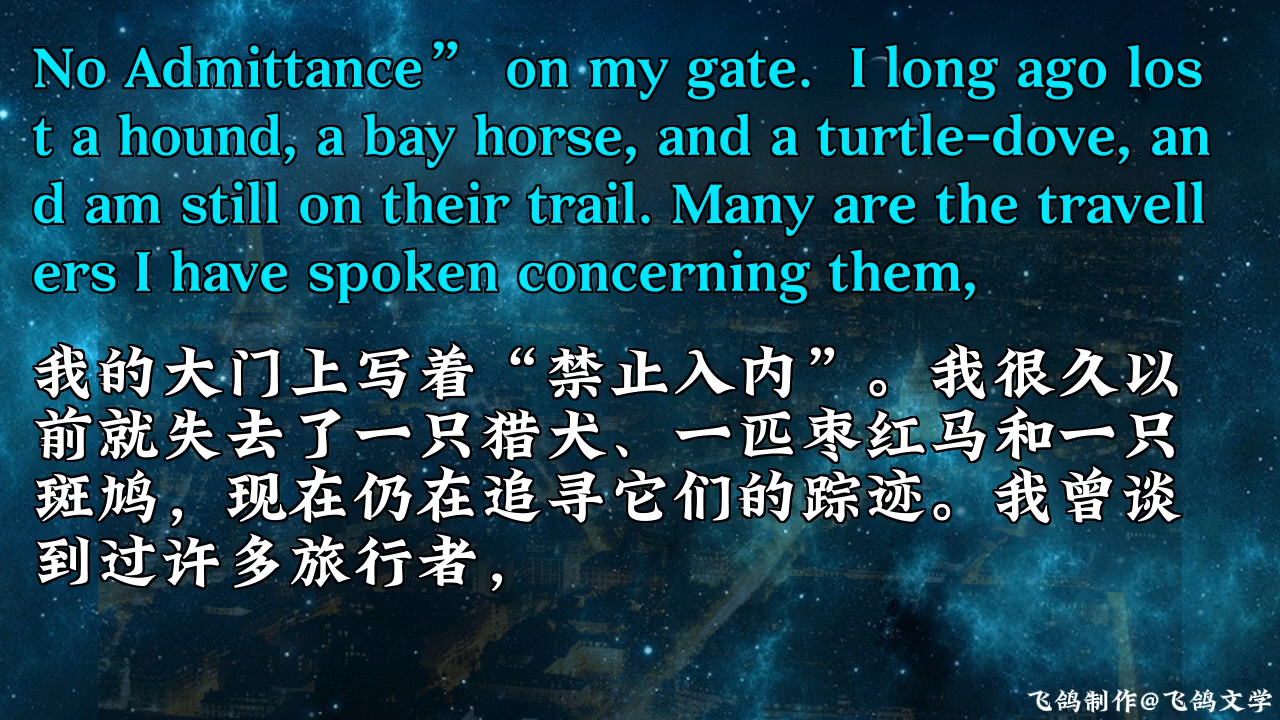 No Admittance” on my gate. I long ago los
t a hound, a bay horse, and a turtle-dove, an
d am still on their trail. Many are the travell
ers I have spoken concerning them,
我的大门上写着“禁止入内”。我很久以
前就失去了一只猎犬、一匹枣红马和一只
斑鸠，现在仍在追寻它们的踪迹。我曾谈
到过许多旅行者，
飞鸽制作@飞鸽文学